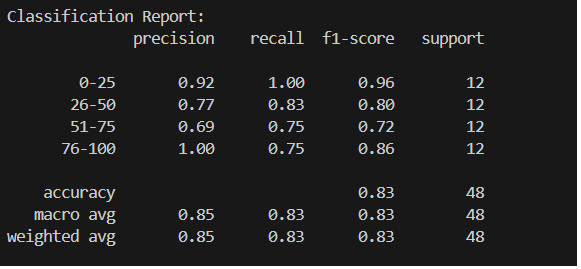 Classification Report:
precision recall f1-score support
0-25 0.92 1.00 0.96 12
26-50 0.77 0.83 0.80 12
51-75 0.69 0.75 0.72 12
76-100 1.00 0.75 0.86 12
accuracy 0.83 48
macro avg 0.85 0.83 0.83 48
weighted avg 0.85 0.83 0.83 48